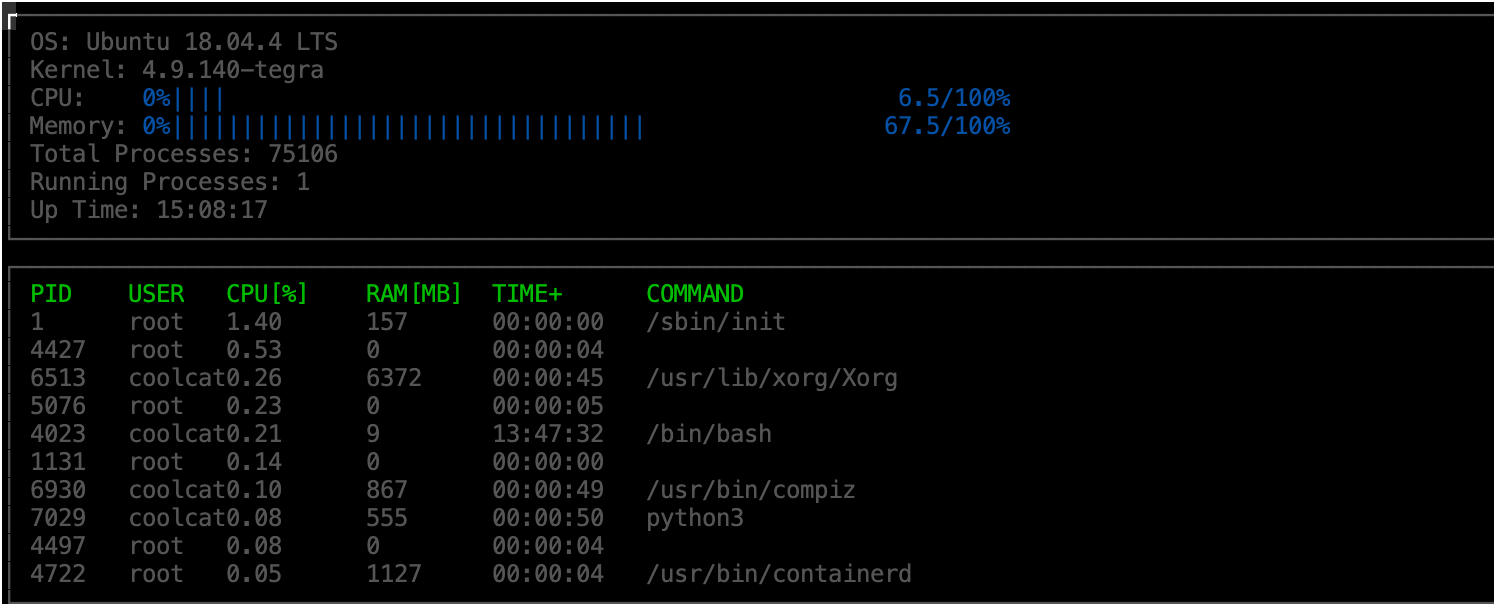 OS: Ubuntu 18.04.4 LTS
Kernel: 4.9.140-tegra
CPU: 0%|||| 6.5/100%
Memory: 0%|||||||||||||||||||||||||||||||||| 67.5/100%
Total Processes: 75106
Running Processes: 1
Up Time: 15:08:17
PID USER CPU[%] RAM[MB] TIME+ COMMAND
1 root 1.40 157 00:00:00 /sbin/init
4427 root 0.53 0 00:00:04
6513 coolcat0.26 6372 00:00:45 /usr/lib/xorg/Xorg
5076 root 0.23 0 00:00:05
4023 coolcat0.21 9 13:47:32 /bin/bash
1131 root 0.14 0 00:00:00
6930 coolcat0.10 867 00:00:49 /usr/bin/compiz
7029 coolcat0.08 555 00:00:50 python3
4497 root 0.08 0 00:00:04
4722 root 0.05 1127 00:00:04 /usr/bin/containerd